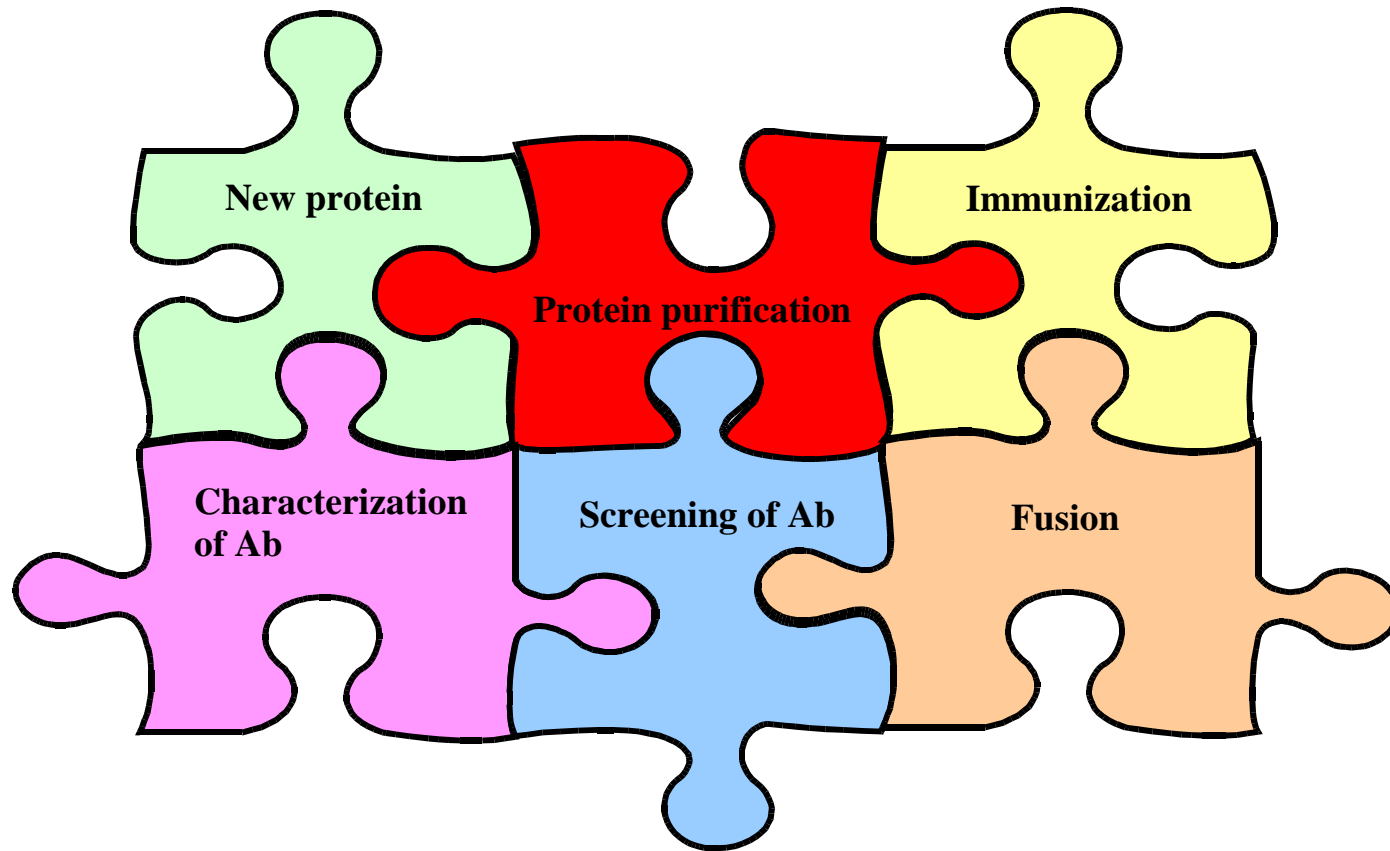 New protein
Protein purification
Immunization
Characterization
of Ab
Screening of Ab
Fusion